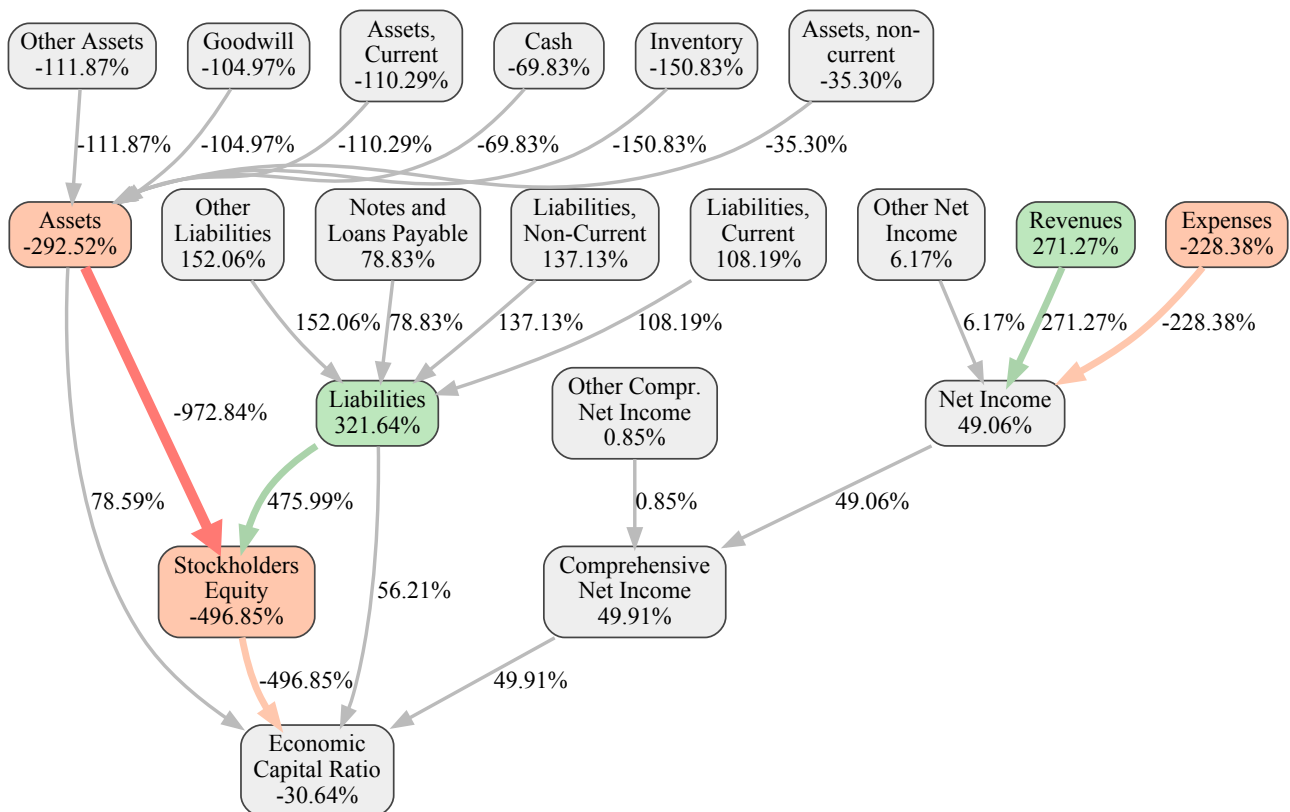 Other Assets
-111.87%
Goodwill
-104.97%
Assets,
Current
-110.29%
Cash
-69.83%
Inventory
-150.83%
Assets, non-
current
-35.30%
-111.87%
-104.97%
-110.29%
-69.83%
-150.83%
-35.30%
Assets
-292.52%
Other
Liabilities
152.06%
Notes and
Loans Payable
78.83%
Liabilities,
Non-Current
137.13%
Liabilities,
Current
108.19%
Other Net
Income
6.17%
Revenues
271.27%
Expenses
-228.38%
152.06%
78.83%
137.13%
108.19%
6.17%
271.27%
-228.38%
-972.84%
Liabilities
321.64%
Other Compr.
Net Income
0.85%
Net Income
49.06%
78.59%
475.99%
0.85%
49.06%
Stockholders
Equity
-496.85%
56.21%
Comprehensive
Net Income
49.91%
-496.85%
49.91%
Economic
Capital Ratio
-30.64%